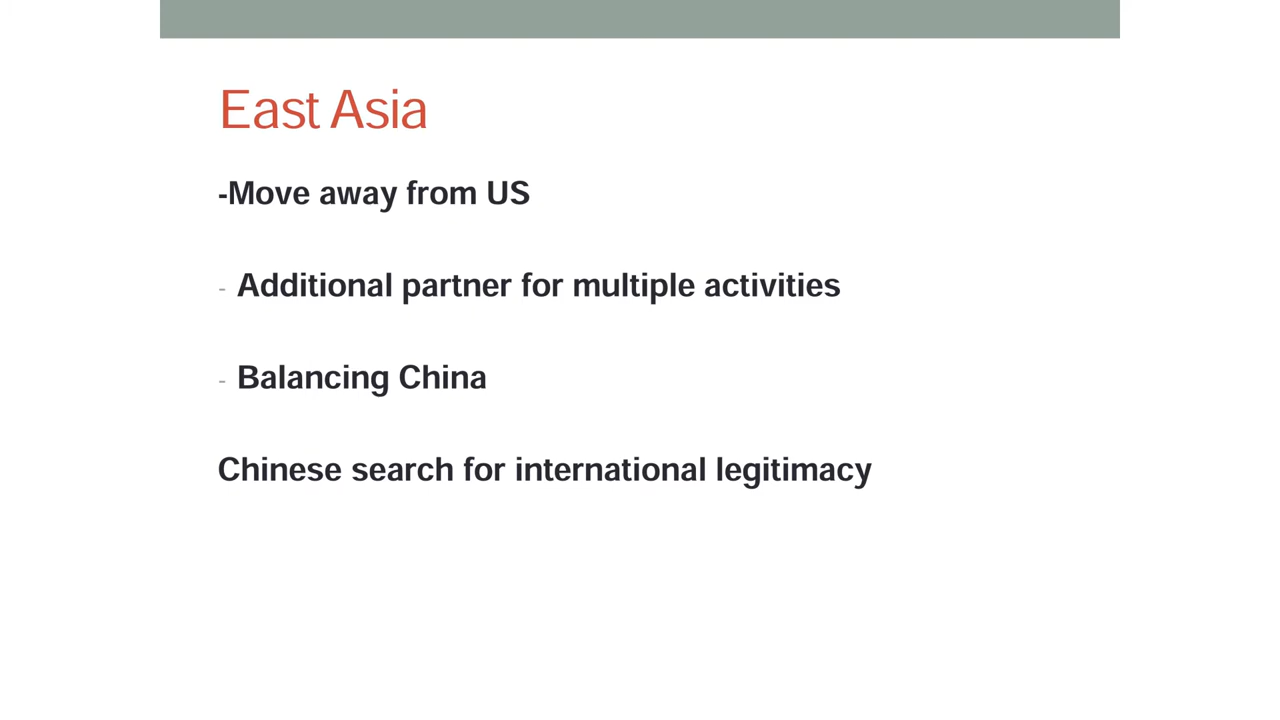 East Asia
-Move away from US
- Additional partner for multiple activities
- Balancing China
Chinese search for international legitimacy